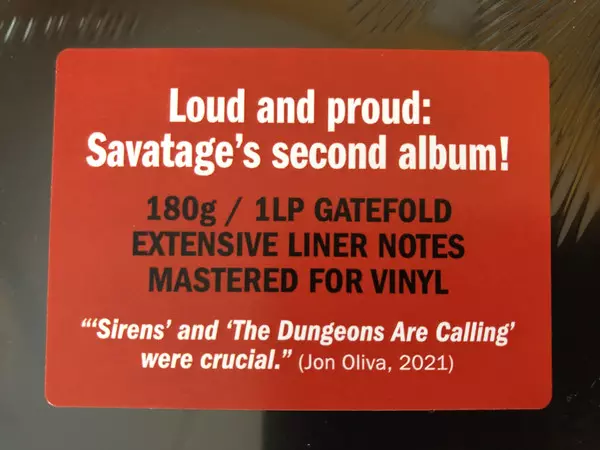 Loud and proud:
Savatage's second album!
180g / 1LP GATEFOLD
EXTENSIVE LINER NOTES
MASTERED FOR VINYL
“‘Sirens’ and ‘The Dungeons Are Calling’
were crucial.” (Jon Oliva, 2021)